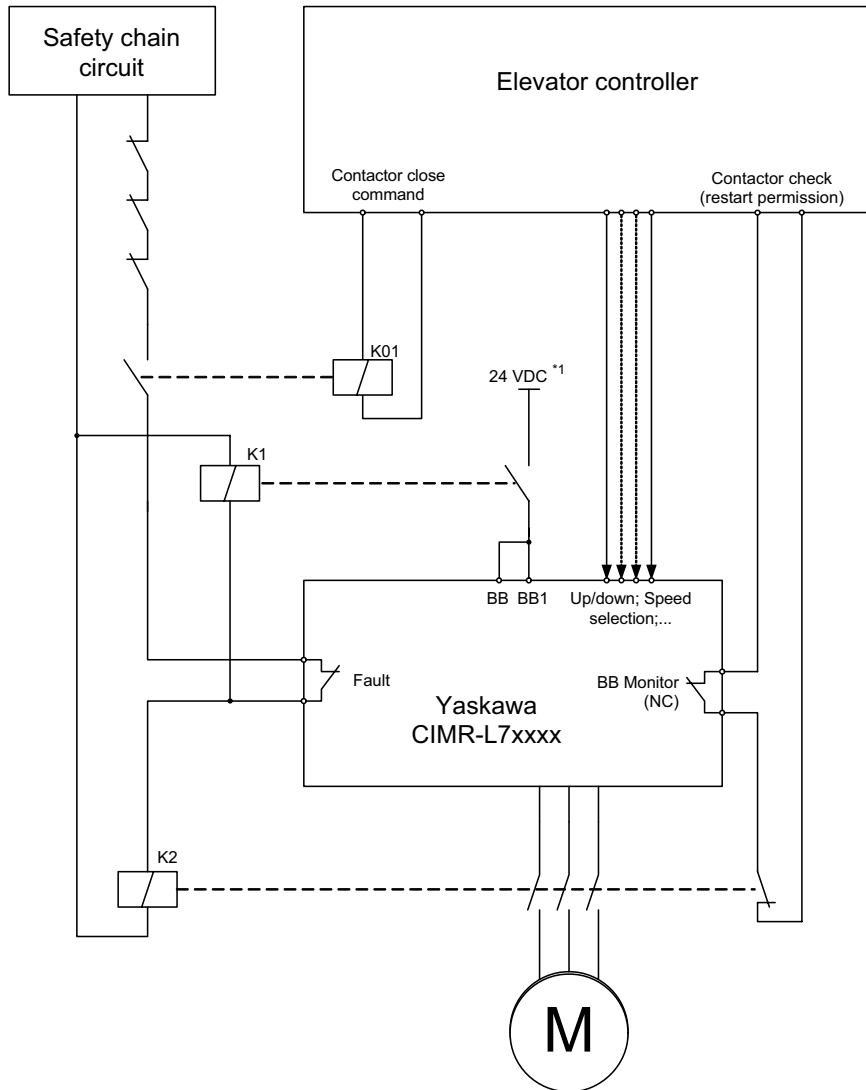 Safety chain
circuit
Elevator controller
Contactor close
command
Contactor check
(restart permission)
K01
24 VDC *1
K1
BB
BB1
Up/down; Speed
selection;...
Fault
BB Monitor
(NC)
Yaskawa
CIMR-L7xxxx
K2
M